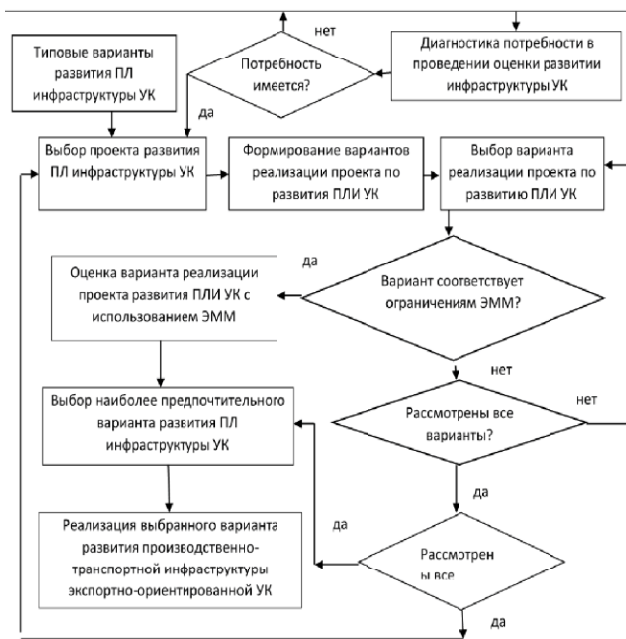 нет
Типовые варианты
развития ПЛ
инфраструктуры УК
Потребность
имеется?
Диагностика потребности в
проведении оценки развитии
инфраструктуры УК
да
Выбор проекта развития
ПЛ инфраструктуры УК
Формирование вариантов
реализации проекта по
развития ПЛИ УК
Выбор варианта
реализации проекта по
развитию ПЛИ УК
да
Оценка варианта реализации
проекта развития ПЛИ УК с
использованием ЭММ
Вариант соответствует
ограничениям ЭММ?
нет
Выбор наиболее предпочтительного
варианта развития ПЛ
инфраструктуры УК
Рассмотрены все
варианты?
нет
да
да
Реализация выбранного варианта
развития производственно-
транспортной инфраструктуры
экспортно-ориентированной УК
Рассмотрен
ы все
да